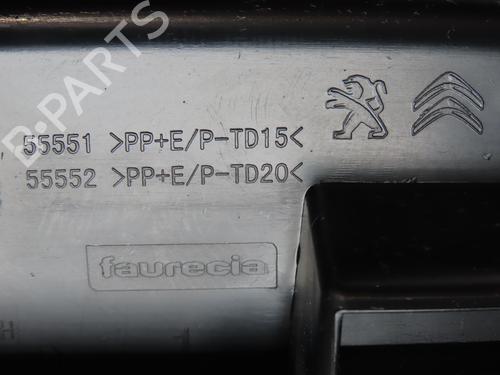 B-PARTS
55551 >PP+E/P-TD15<
55552 >PP+E/P-TD20<
faurecia